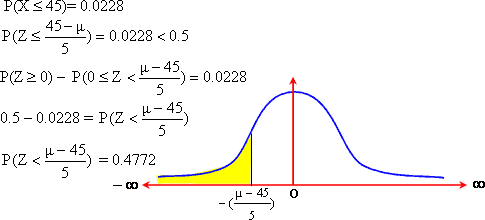 P(X ≤ 45)= 0.0228
P(Z ≤ (45−μ)/5) = 0.0228 < 0.5
P(Z ≥ 0) − P(0 ≤ Z < (μ − 45)/5) = 0.0228
0.5 − 0.0228 = P(Z < (μ − 45)/5)
P(Z < (μ − 45)/5) = 0.4772
− ∞ 0 ∞
− ((μ − 45)/5)